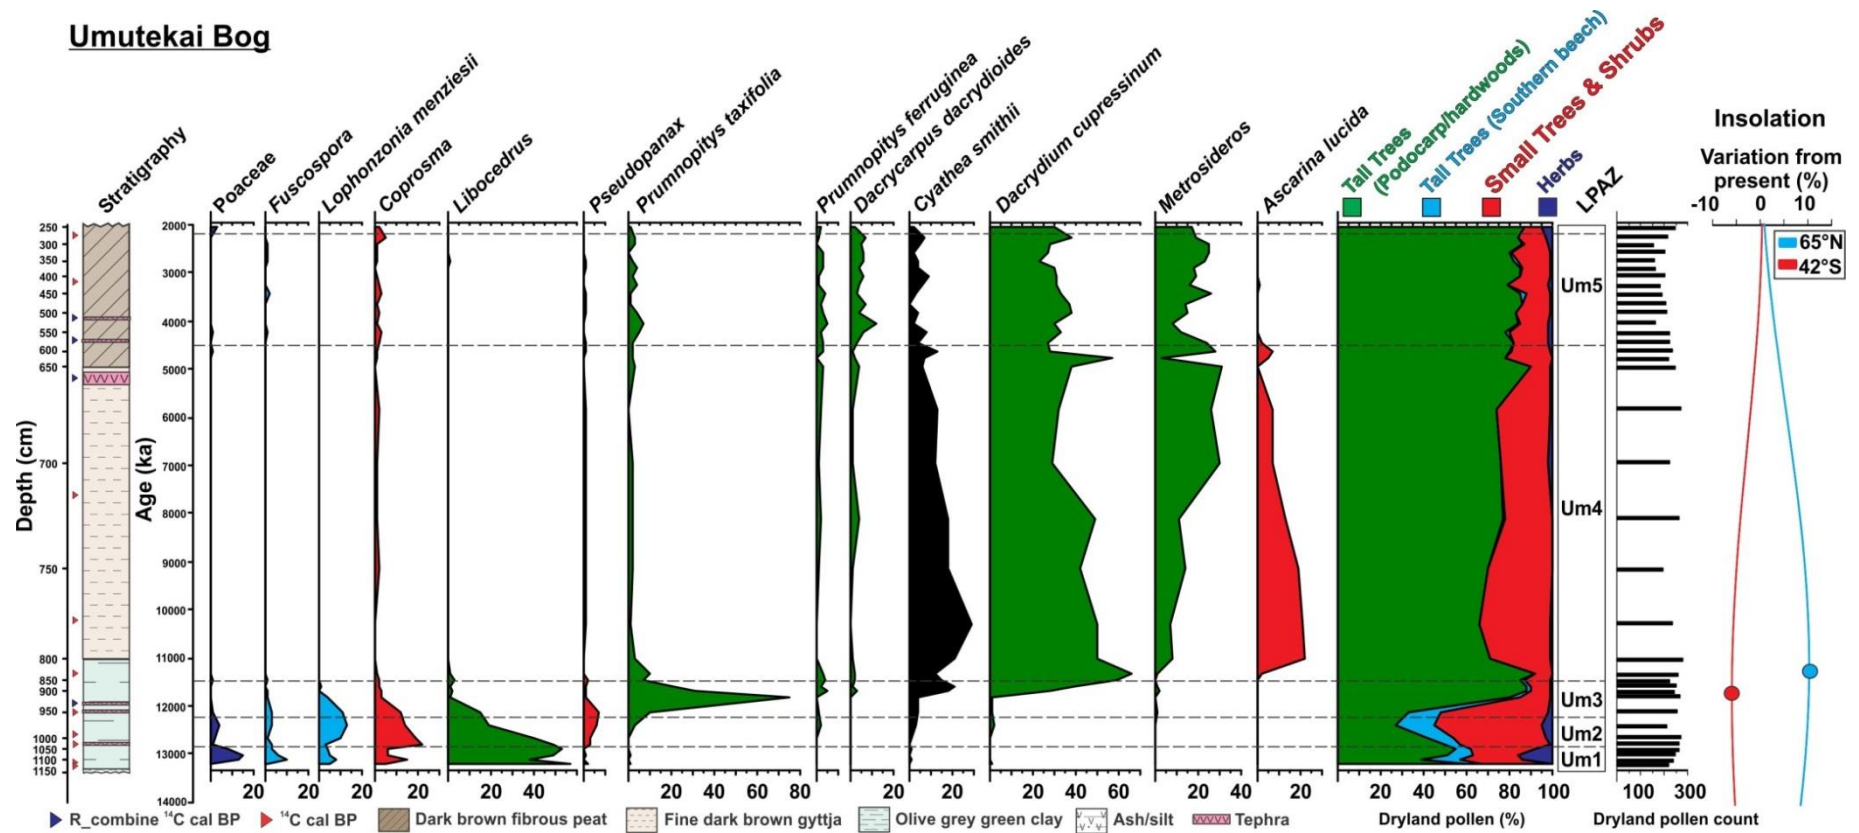 Umutekai Bog
Stratigraphy
Poaceae
Fuscospora
Lophonzonia menziesii
Coprosma
Libocedrus
Pseudopanax
Prumnopitys taxifolia
Prumnopitys ferruginea
Dacrycarpus dacrydioides
Cyathea smithii
Dacrydium cupressinum
Metrosideros
Ascarina lucida
Tall Trees
(Podocarp/hardwoods)
Tall Trees (Southern beech)
Small Trees & Shrubs
Herbs
LPAZ
Insolation
Variation from
present (%)
-10 0 10
65°N
42°S
Depth (cm)
250
300
350
400
450
500
550
600
650
700
750
800
850
900
950
1000
1050
1100
1150
Age (ka)
2000
3000
4000
5000
6000
7000
8000
9000
10000
11000
12000
13000
14000
Um5
Um4
Um3
Um2
Um1
20 20 20 20 20 40 20 20 40 60 80 20 20 20 20 40 60 20 40 20 20 40 60 80 100 100 300
R_combine ¹⁴C cal BP
¹⁴C cal BP
Dark brown fibrous peat
Fine dark brown gyttja
Olive grey green clay
Ash/silt
Tephra
Dryland pollen (%)
Dryland pollen count